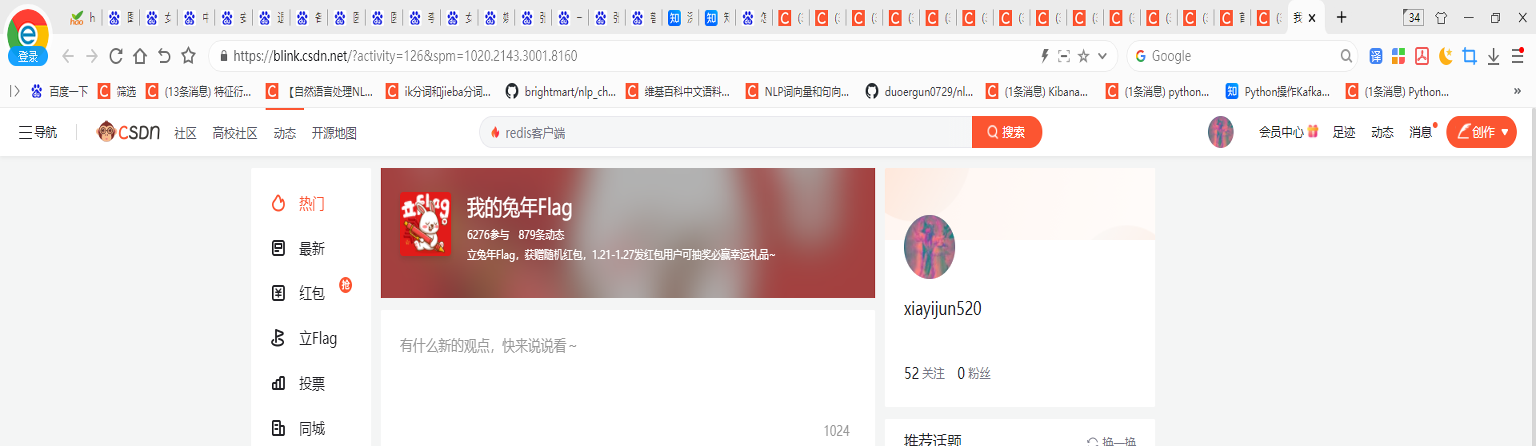 34
登录
https://blink.csdn.net/?activity=126&spm=1020.2143.3001.8160
Google
译
百度一下
筛选
(13条消息) 特征衍...
【自然语言处理NL...
ik分词和jieba分词...
brightmart/nlp_ch...
维基百科中文语料...
NLP词向量和句向...
duoergun0729/nl...
(1条消息) Kibana...
(1条消息) python...
Python操作Kafka...
(1条消息) Python...
导航
CSDN
社区
高校社区
动态
开源地图
redis客户端
搜索
会员中心
足迹
动态
消息
创作
热门
最新
红包
抢
立Flag
投票
同城
立Flag
我的兔年Flag
6276参与 879条动态
立兔年Flag，获赠随机红包，1.21-1.27发红包用户可抽奖必赢幸运礼品~
有什么新的观点，快来说说看~
1024
xiayijun520
52 关注 0 粉丝
推荐话题
换一换